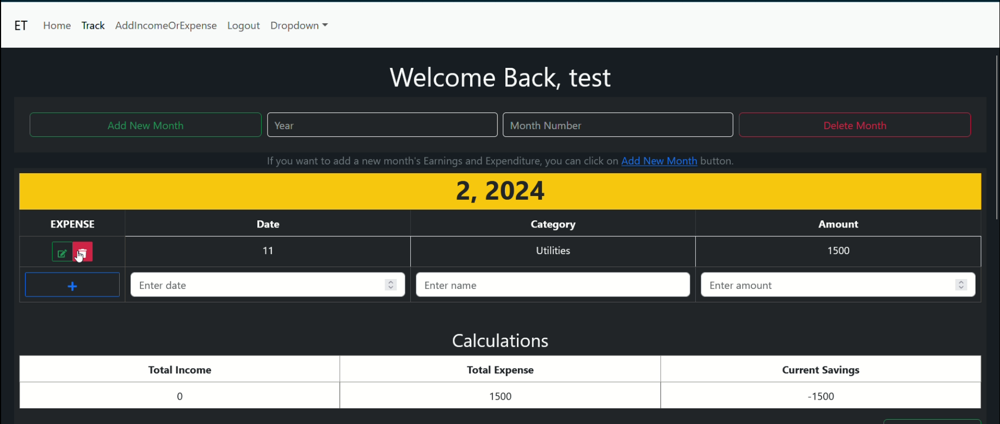 ET Home Track AddIncomeOrExpense Logout Dropdown
Welcome Back, test
Add New Month Year Month Number Delete Month
If you want to add a new month's Earnings and Expenditure, you can click on Add New Month button.
2, 2024
EXPENSE Date Category Amount
11 Utilities 1500
+ Enter date Enter name Enter amount
Calculations
Total Income Total Expense Current Savings
0 1500 -1500